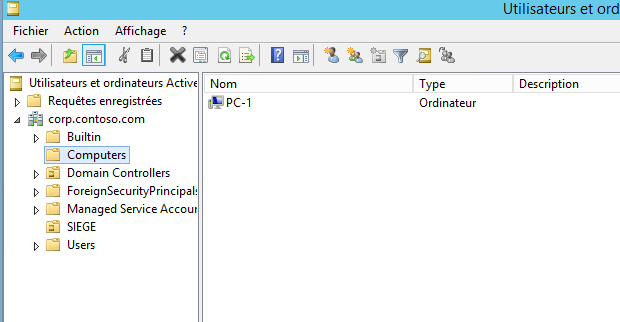 Utilisateurs et ord
Fichier Action Affichage ?
Utilisateurs et ordinateurs Active
Requêtes enregistrées
corp.contoso.com
Builtin
Computers
Domain Controllers
ForeignSecurityPrincipals
Managed Service Accour
SIEGE
Users
Nom Type Description
PC-1 Ordinateur